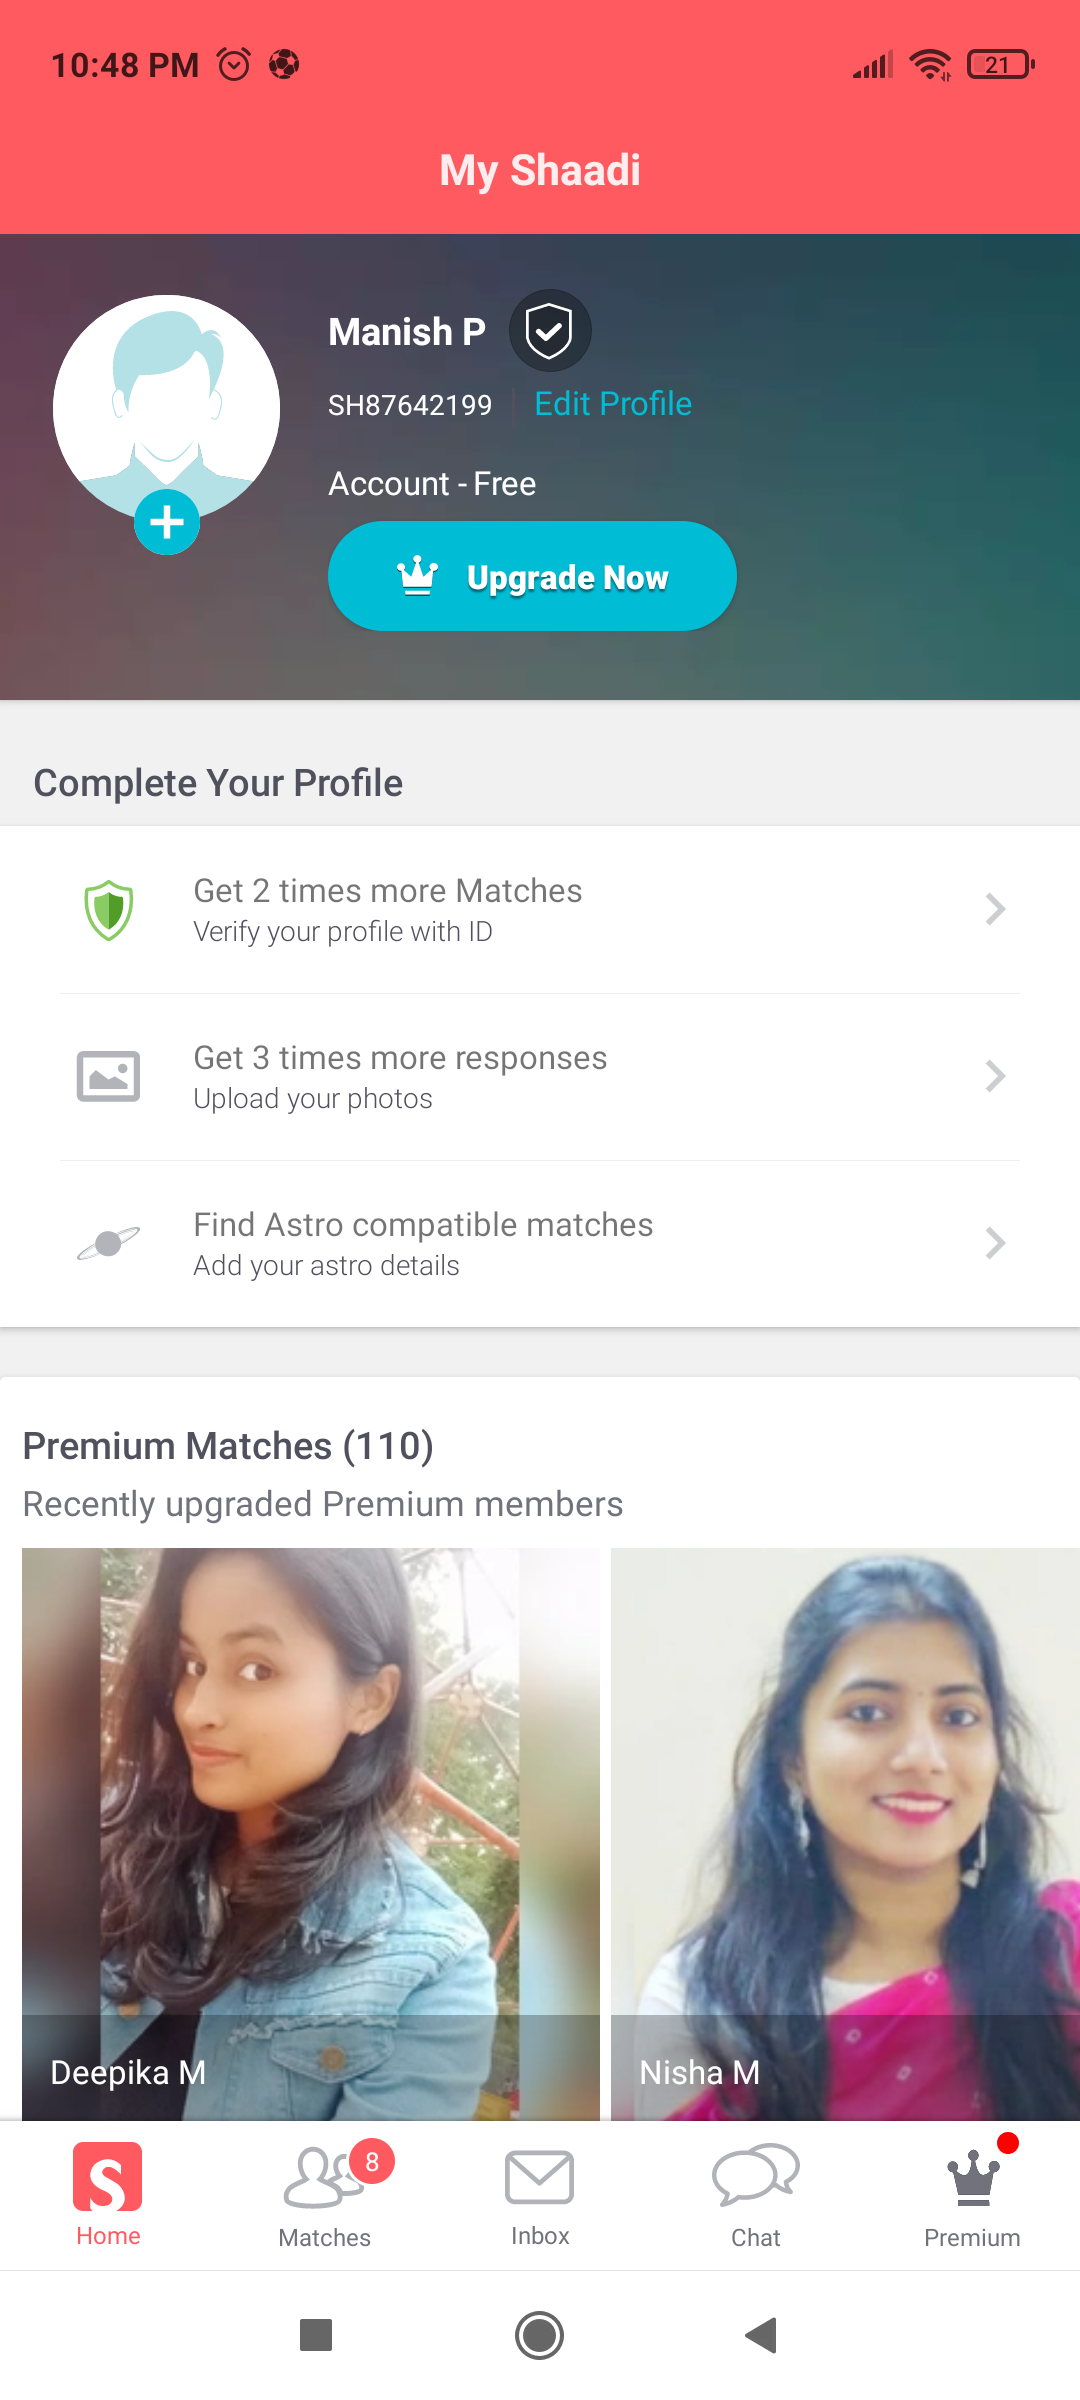 10:48 PM
21
My Shaadi
Manish P
SH87642199
Edit Profile
Account - Free
Upgrade Now
Complete Your Profile
Get 2 times more Matches
Verify your profile with ID
Get 3 times more responses
Upload your photos
Find Astro compatible matches
Add your astro details
Premium Matches (110)
Recently upgraded Premium members
Deepika M
Nisha M
8
S
Home
Matches
Inbox
Chat
Premium